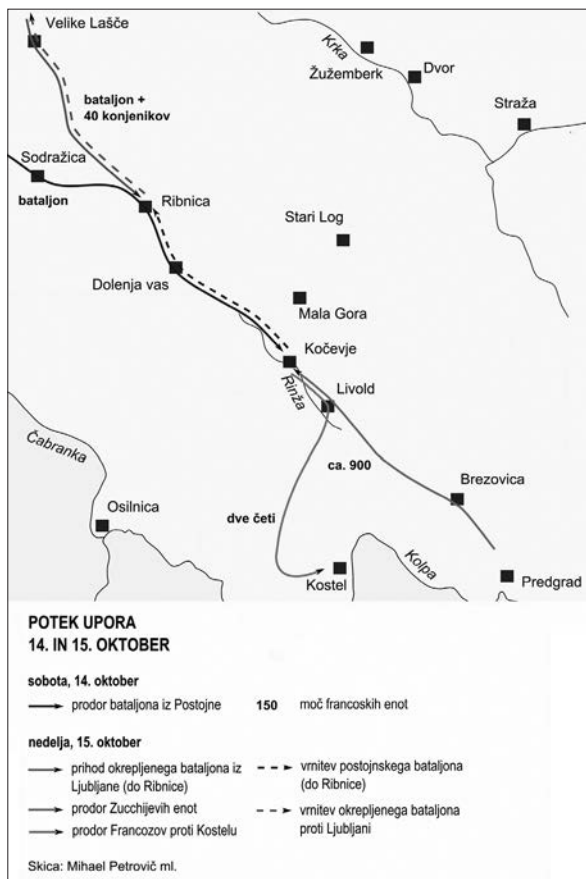 Velike Lašče
Krka
Žužemberk
Dvor
Straža
bataljon +
40 konjenikov
Sodražica
bataljon
Ribnica
Stari Log
Dolenja vas
Mala Gora
Kočevje
Rinža
Livold
Čabranka
ca. 900
Brezovica
Osilnica
dve četi
Kostel
Kolpa
Predgrad
POTEK UPORA
14. IN 15. OKTOBER
sobota, 14. oktober
prodor bataljona iz Postojne
150 moč francoskih enot
nedelja, 15. oktober
prihod okrepljenega bataljona iz
Ljubljane (do Ribnice)
prodor Zucchijevih enot
prodor Francozov proti Kostelu
vrnitev postojnskega bataljona
(do Ribnice)
vrnitev okrepljenega bataljona
proti Ljubljani
Skica: Mihael Petrovič ml.